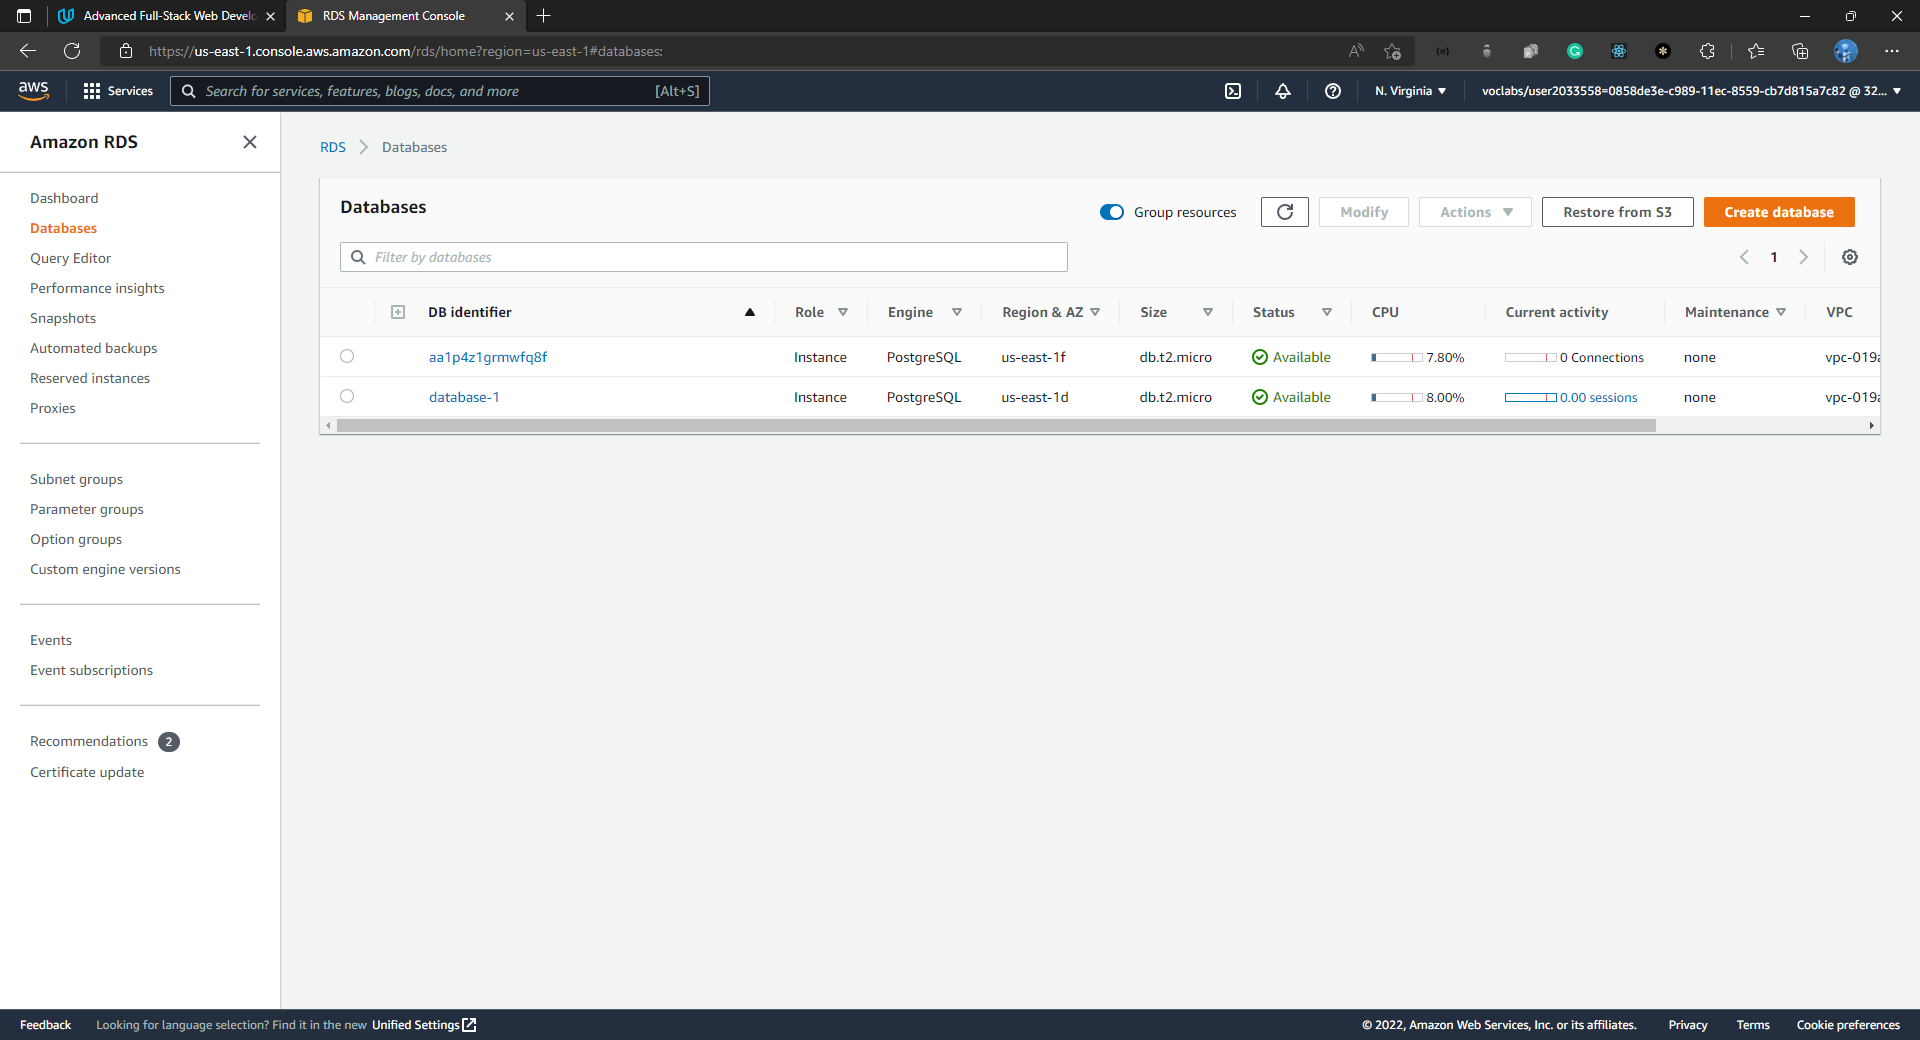 Advanced Full-Stack Web Develo
RDS Management Console
https://us-east-1.console.aws.amazon.com/rds/home?region=us-east-1#databases:
aws
Services
Search for services, features, blogs, docs, and more
[Alt+S]
N. Virginia
voclabs/user2033558=0858de3e-c989-11ec-8559-cb7d815a7c82 @ 32...
Amazon RDS
Dashboard
Databases
Query Editor
Performance insights
Snapshots
Automated backups
Reserved instances
Proxies
Subnet groups
Parameter groups
Option groups
Custom engine versions
Events
Event subscriptions
Recommendations 2
Certificate update
RDS > Databases
Databases
Group resources
Modify
Actions
Restore from S3
Create database
Filter by databases
1
DB identifier Role Engine Region & AZ Size Status CPU Current activity Maintenance VPC
aa1p4z1grmwfq8f Instance PostgreSQL us-east-1f db.t2.micro Available 7.80% 0 Connections none vpc-019a
database-1 Instance PostgreSQL us-east-1d db.t2.micro Available 8.00% 0.00 sessions none vpc-019a
Feedback
Looking for language selection? Find it in the new Unified Settings
© 2022, Amazon Web Services, Inc. or its affiliates.
Privacy
Terms
Cookie preferences